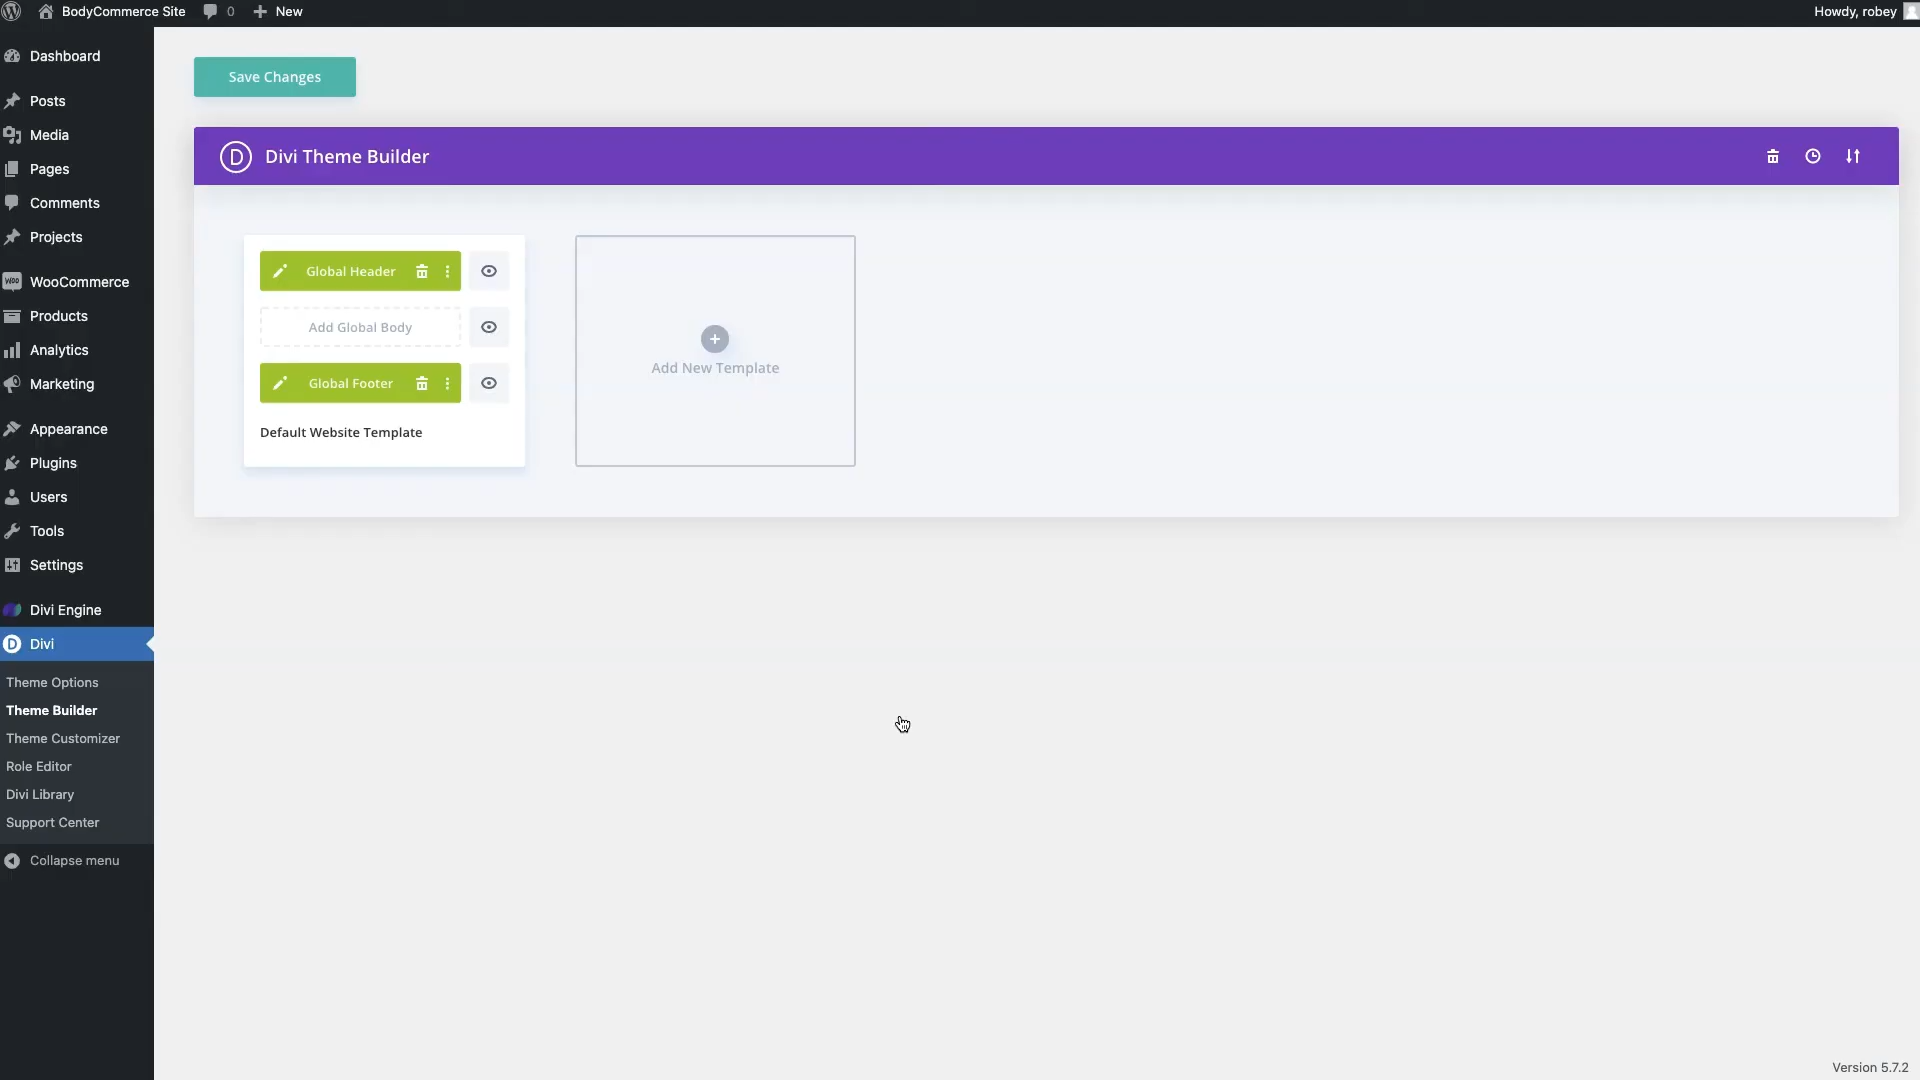 BodyCommerce Site 0 New Howdy, robey
Dashboard
Posts
Media
Pages
Comments
Projects
WooCommerce
Products
Analytics
Marketing
Appearance
Plugins
Users
Tools
Settings
Divi Engine
Divi
Theme Options
Theme Builder
Theme Customizer
Role Editor
Divi Library
Support Center
Collapse menu
Save Changes
D Divi Theme Builder
Global Header
Add Global Body
Global Footer
Default Website Template
Add New Template
Version 5.7.2